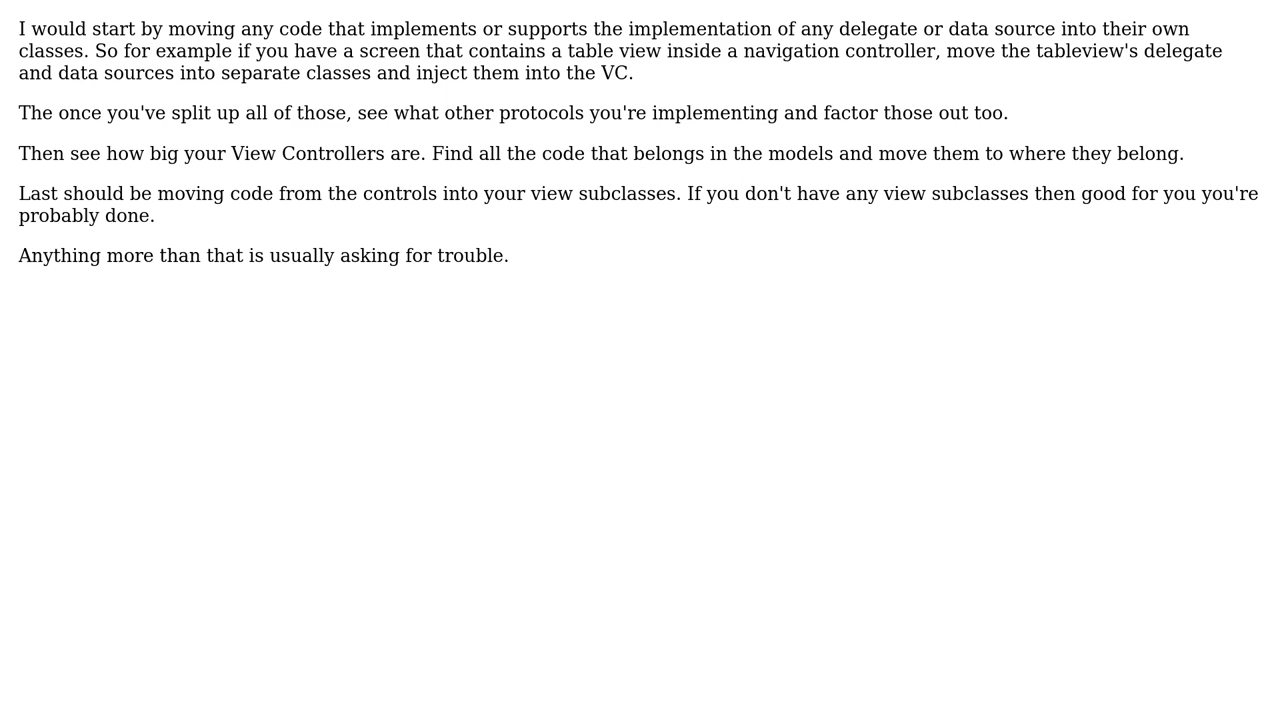 I would start by moving any code that implements or supports the implementation of any delegate or data source into their own
classes. So for example if you have a screen that contains a table view inside a navigation controller, move the tableview's delegate
and data sources into separate classes and inject them into the VC.
The once you've split up all of those, see what other protocols you're implementing and factor those out too.
Then see how big your View Controllers are. Find all the code that belongs in the models and move them to where they belong.
Last should be moving code from the controls into your view subclasses. If you don't have any view subclasses then good for you you're
probably done.
Anything more than that is usually asking for trouble.